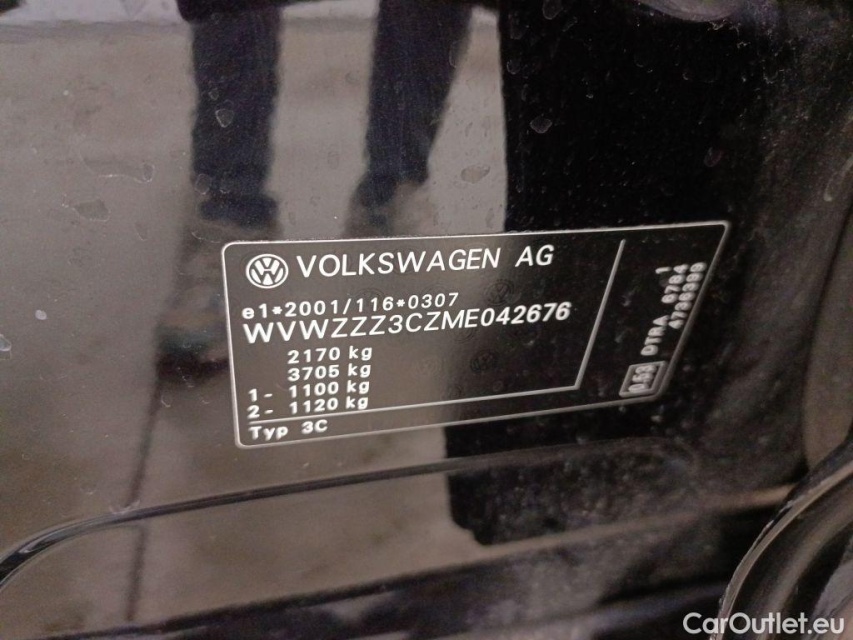 VOLKSWAGEN AG
e1*2001/116*0307
WVWZZZ3CZME042676
2170 kg
3705 kg
1- 1100 kg
2- 1120 kg
Typ 3C
CarOutlet.eu